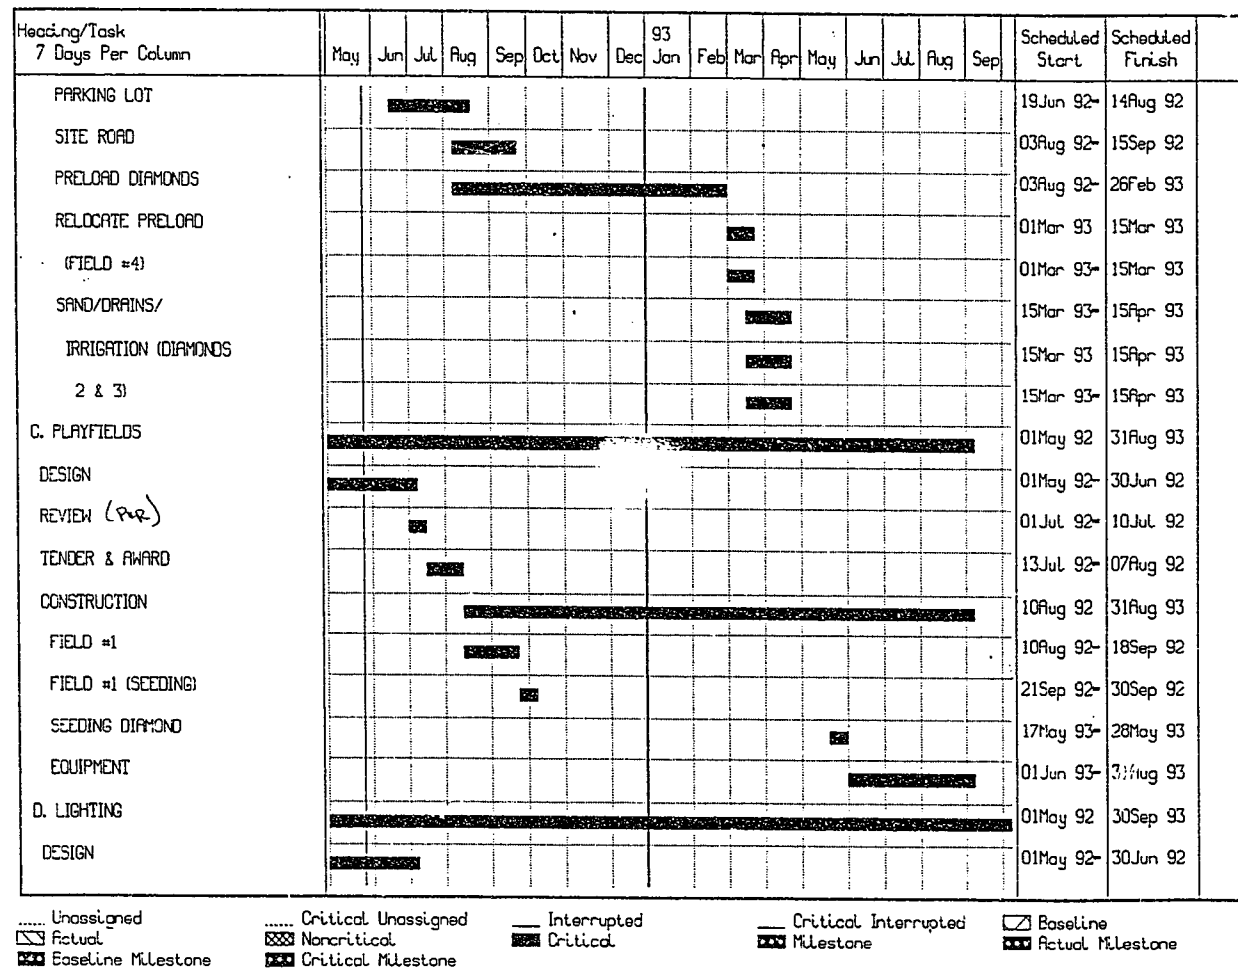 Heading/Task
7 Days Per Column
May Jun Jul Aug Sep Oct Nov Dec 93 Jan Feb Mar Apr May Jun Jul Aug Sep
Scheduled Start
Scheduled Finish
PARKING LOT 19Jun 92- 14Aug 92
SITE ROAD 03Aug 92- 15Sep 92
PRELOAD DIAMONDS 03Aug 92- 26Feb 93
RELOCATE PRELOAD 01Mar 93 15Mar 93
(FIELD #4) 01Mar 93- 15Mar 93
SAND/DRAINS/ 15Mar 93- 15Apr 93
IRRIGATION (DIAMONDS 15Mar 93 15Apr 93
2 & 3) 15Mar 93- 15Apr 93
C. PLAYFIELDS 01May 92 31Aug 93
DESIGN 01May 92- 30Jun 92
REVIEW (P&R) 01Jul 92- 10Jul 92
TENDER & AWARD 13Jul 92- 07Aug 92
CONSTRUCTION 10Aug 92 31Aug 93
FIELD #1 10Aug 92- 18Sep 92
FIELD #1 (SEEDING) 21Sep 92- 30Sep 92
SEEDING DIAMOND 17May 93- 28May 93
EQUIPMENT 01Jun 93- 31Aug 93
D. LIGHTING 01May 92 30Sep 93
DESIGN 01May 92- 30Jun 92
Unassigned Critical Unassigned Interrupted Critical Interrupted Baseline
Actual Noncritical Critical Milestone Actual Milestone
Baseline Milestone Critical Milestone